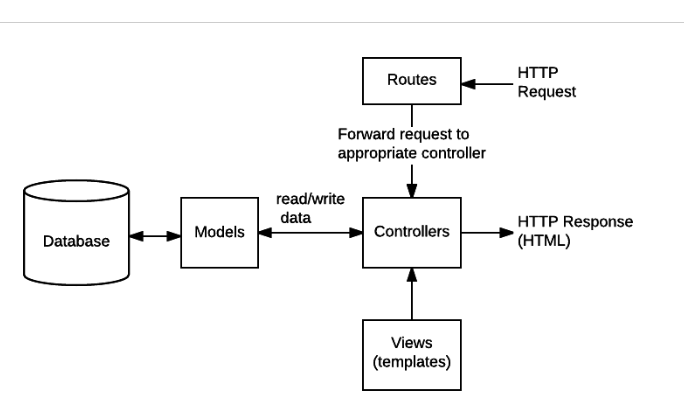 Routes
HTTP
Request
Forward request to
appropriate controller
read/write
data
Database
Models
Controllers
HTTP Response
(HTML)
Views
(templates)